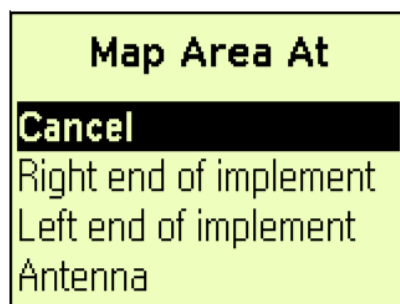 Map Area At
Cancel
Right end of implement
Left end of implement
Antenna